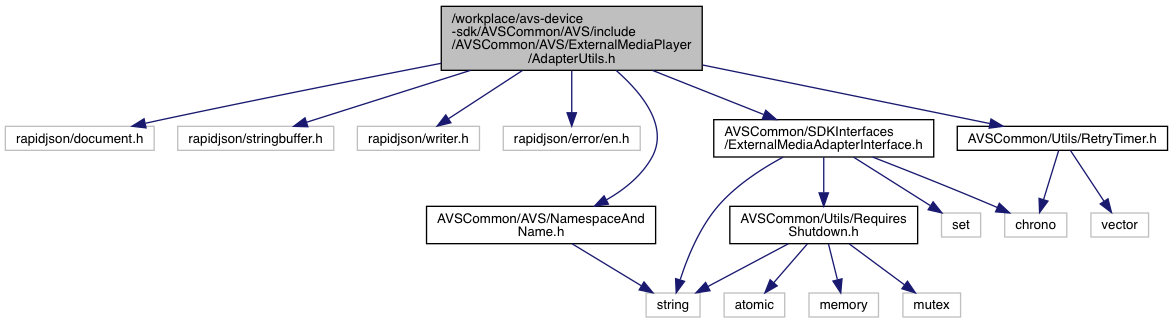 /workplace/avs-device
-sdk/AVSCommon/AVS/include
/AVSCommon/AVS/ExternalMediaPlayer
/AdapterUtils.h
rapidjson/document.h
rapidjson/stringbuffer.h
rapidjson/writer.h
rapidjson/error/en.h
AVSCommon/SDKInterfaces
/ExternalMediaAdapterInterface.h
AVSCommon/Utils/RetryTimer.h
AVSCommon/AVS/NamespaceAnd
Name.h
AVSCommon/Utils/Requires
Shutdown.h
set
chrono
vector
string
atomic
memory
mutex